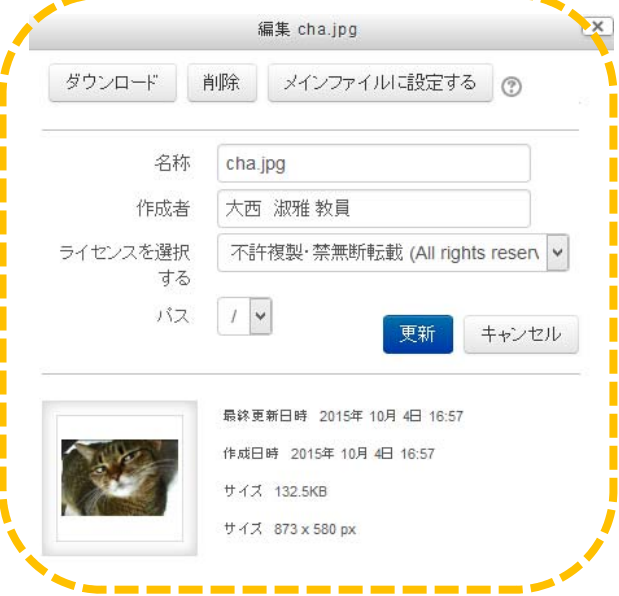 編集 cha.jpg
ダウンロード 削除 メインファイルに設定する ?
名称 cha.jpg
作成者 大西 淑雅 教員
ライセンスを選択する 不許複製・禁無断転載 (All rights reserv
パス /
更新 キャンセル
最終更新日時 2015年 10月 4日 16:57
作成日時 2015年 10月 4日 16:57
サイズ 132.5KB
サイズ 873 x 580 px